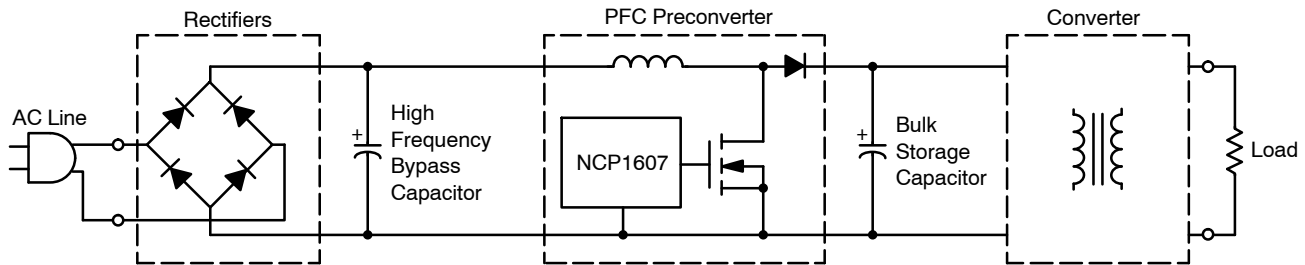 Rectifiers
PFC Preconverter
Converter
AC Line
+
High
Frequency
Bypass
Capacitor
NCP1607
+
Bulk
Storage
Capacitor
Load